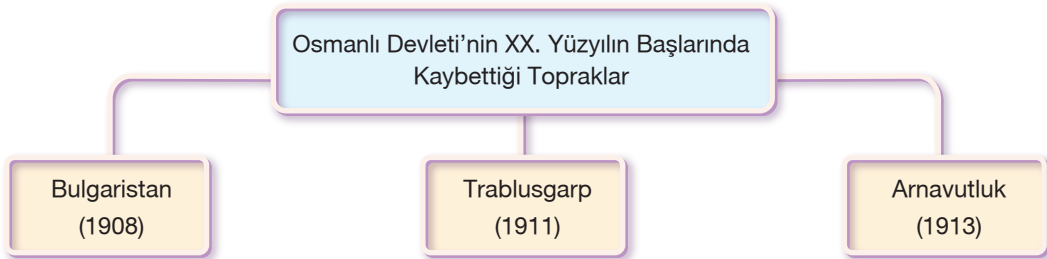 Osmanlı Devleti’nin XX. Yüzyılın Başlarında
Kaybettiği Topraklar
Bulgaristan
(1908)
Trablusgarp
(1911)
Arnavutluk
(1913)